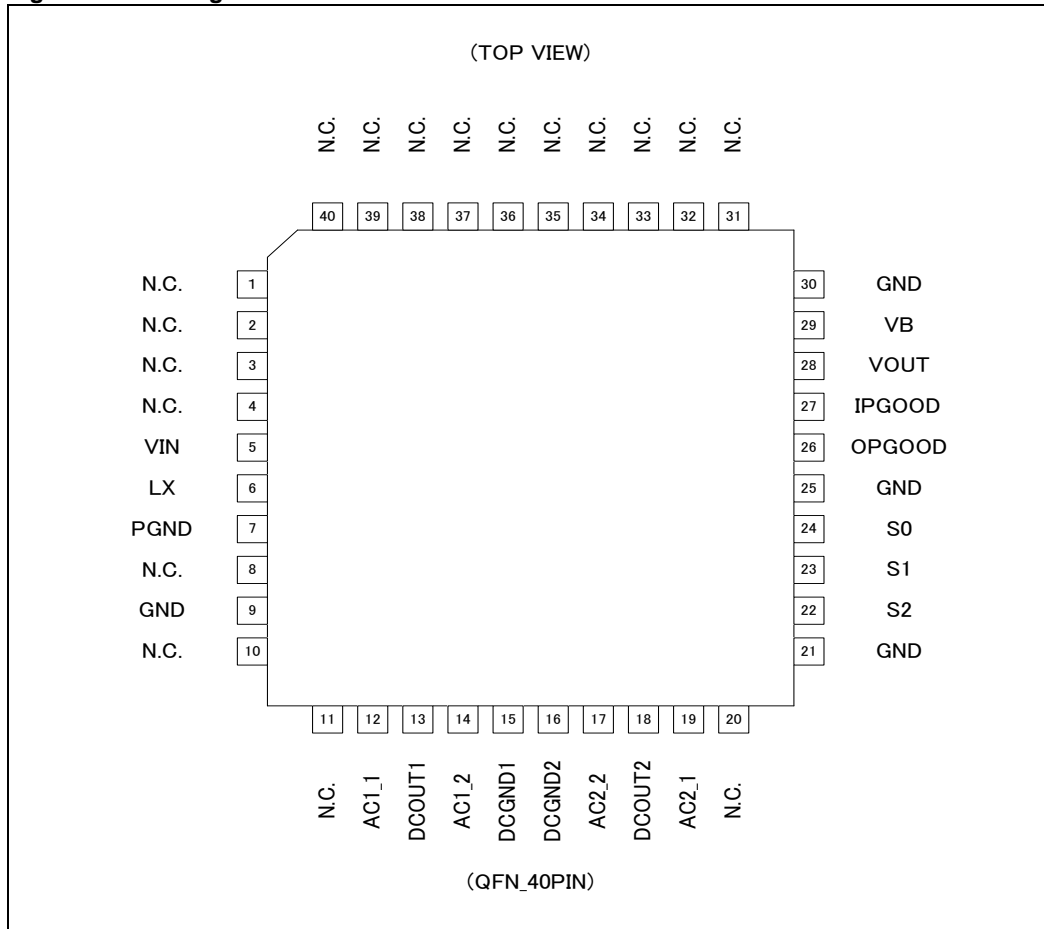 (TOP VIEW)
N.C. N.C. N.C. N.C. N.C. N.C. N.C. N.C. N.C. N.C.
40 39 38 37 36 35 34 33 32 31
N.C. 1 30 GND
N.C. 2 29 VB
N.C. 3 28 VOUT
N.C. 4 27 IPGOOD
VIN 5 26 OPGOOD
LX 6 25 GND
PGND 7 24 S0
N.C. 8 23 S1
GND 9 22 S2
N.C. 10 21 GND
11 12 13 14 15 16 17 18 19 20
N.C. AC1_1 DCOUT1 AC1_2 DCGND1 DCGND2 AC2_2 DCOUT2 AC2_1 N.C.
(QFN_40PIN)